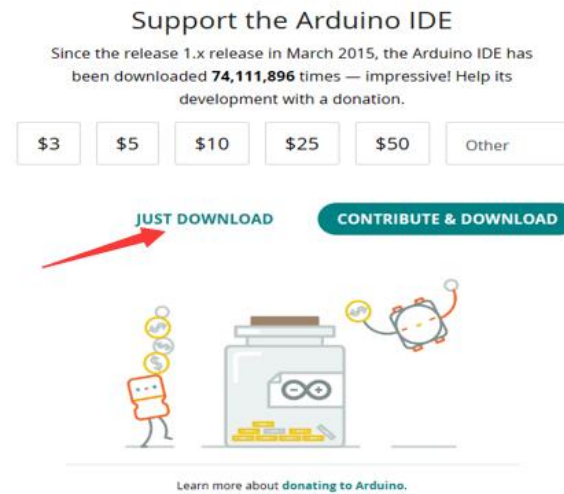 Support the Arduino IDE
Since the release 1.x release in March 2015, the Arduino IDE has
been downloaded 74,111,896 times — impressive! Help its
development with a donation.
$3 $5 $10 $25 $50 Other
JUST DOWNLOAD CONTRIBUTE & DOWNLOAD
Learn more about donating to Arduino.